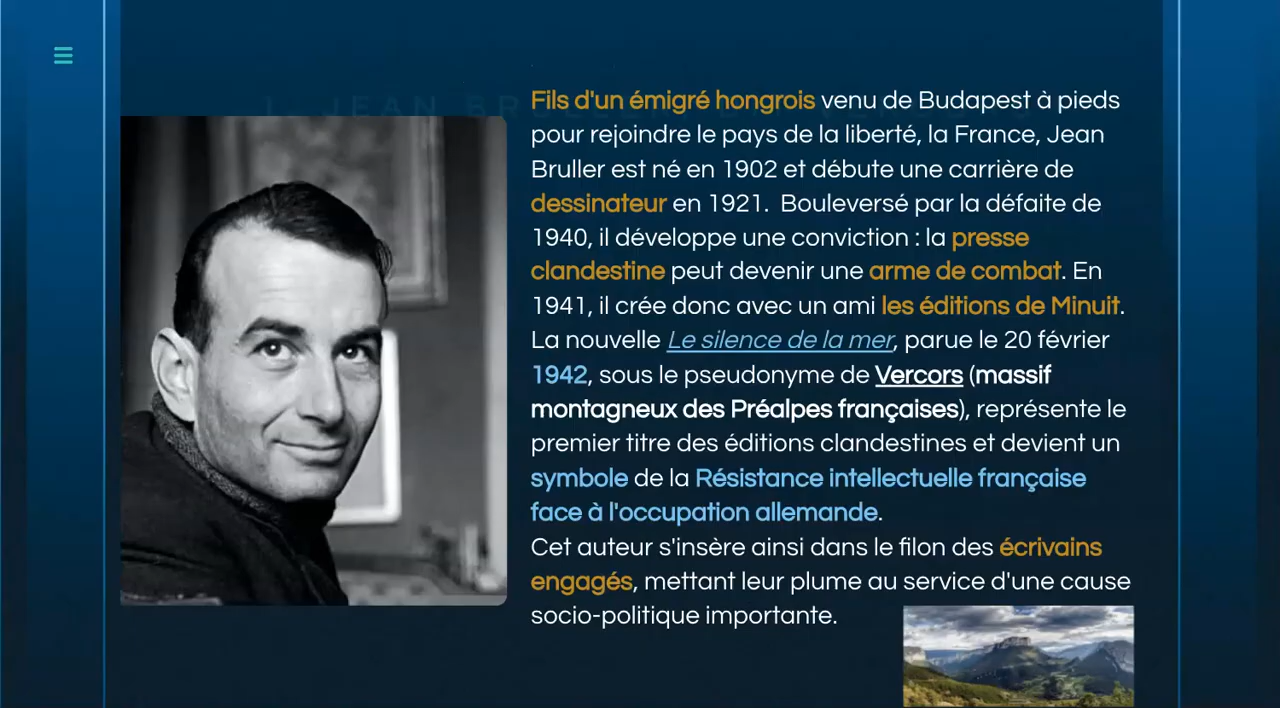 1. JEAN BRULLER
Fils d'un émigré hongrois venu de Budapest à pieds
pour rejoindre le pays de la liberté, la France, Jean
Bruller est né en 1902 et débute une carrière de
dessinateur en 1921. Bouleversé par la défaite de
1940, il développe une conviction : la presse
clandestine peut devenir une arme de combat. En
1941, il crée donc avec un ami les éditions de Minuit.
La nouvelle Le silence de la mer, parue le 20 février
1942, sous le pseudonyme de Vercors (massif
montagneux des Préalpes françaises), représente le
premier titre des éditions clandestines et devient un
symbole de la Résistance intellectuelle française
face à l'occupation allemande.
Cet auteur s'insère ainsi dans le filon des écrivains
engagés, mettant leur plume au service d'une cause
socio-politique importante.